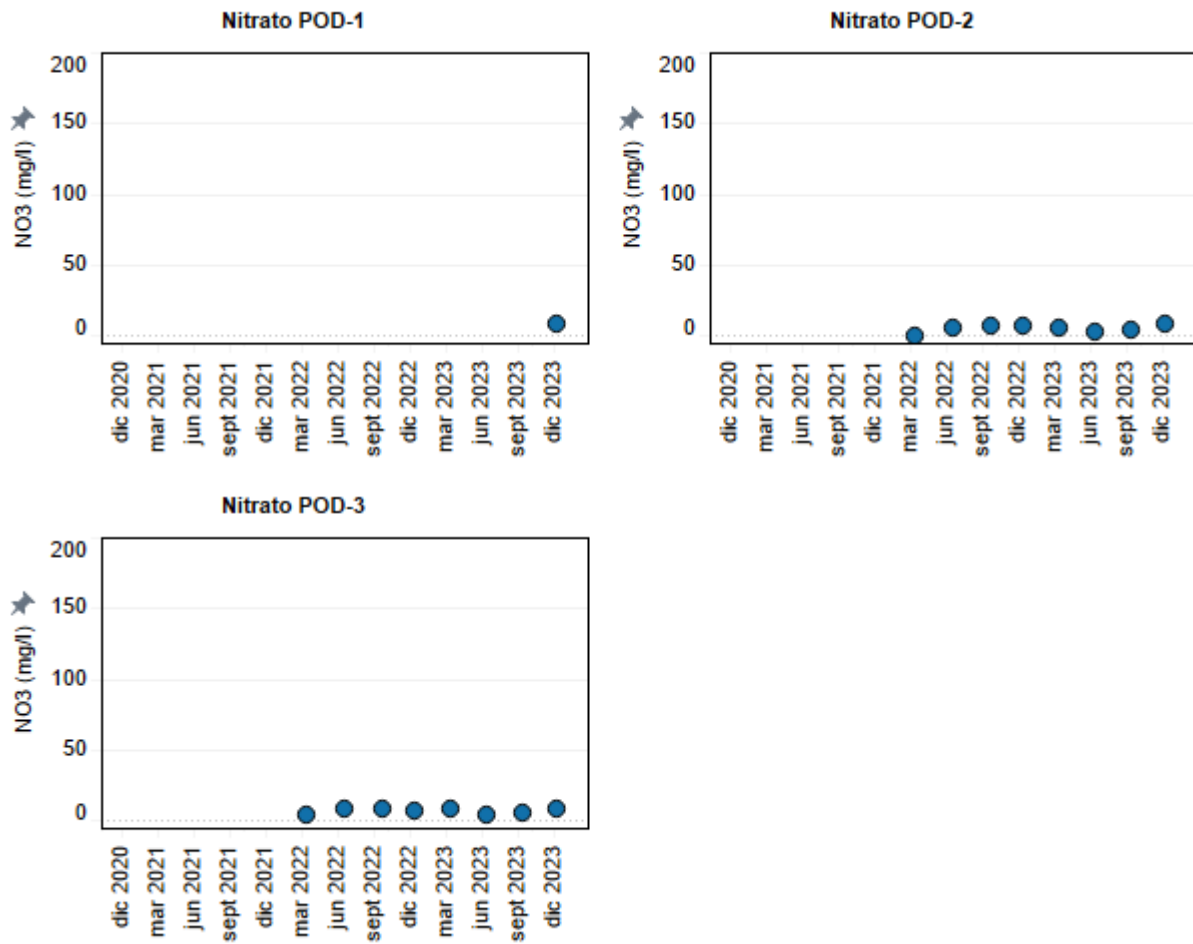 Nitrato POD-1
200
150
100
50
0
NO3 (mg/l)
dic 2020
mar 2021
jun 2021
sept 2021
dic 2021
mar 2022
jun 2022
sept 2022
dic 2022
mar 2023
jun 2023
sept 2023
dic 2023
Nitrato POD-2
200
150
100
50
0
NO3 (mg/l)
dic 2020
mar 2021
jun 2021
sept 2021
dic 2021
mar 2022
jun 2022
sept 2022
dic 2022
mar 2023
jun 2023
sept 2023
dic 2023
Nitrato POD-3
200
150
100
50
0
NO3 (mg/l)
dic 2020
mar 2021
jun 2021
sept 2021
dic 2021
mar 2022
jun 2022
sept 2022
dic 2022
mar 2023
jun 2023
sept 2023
dic 2023